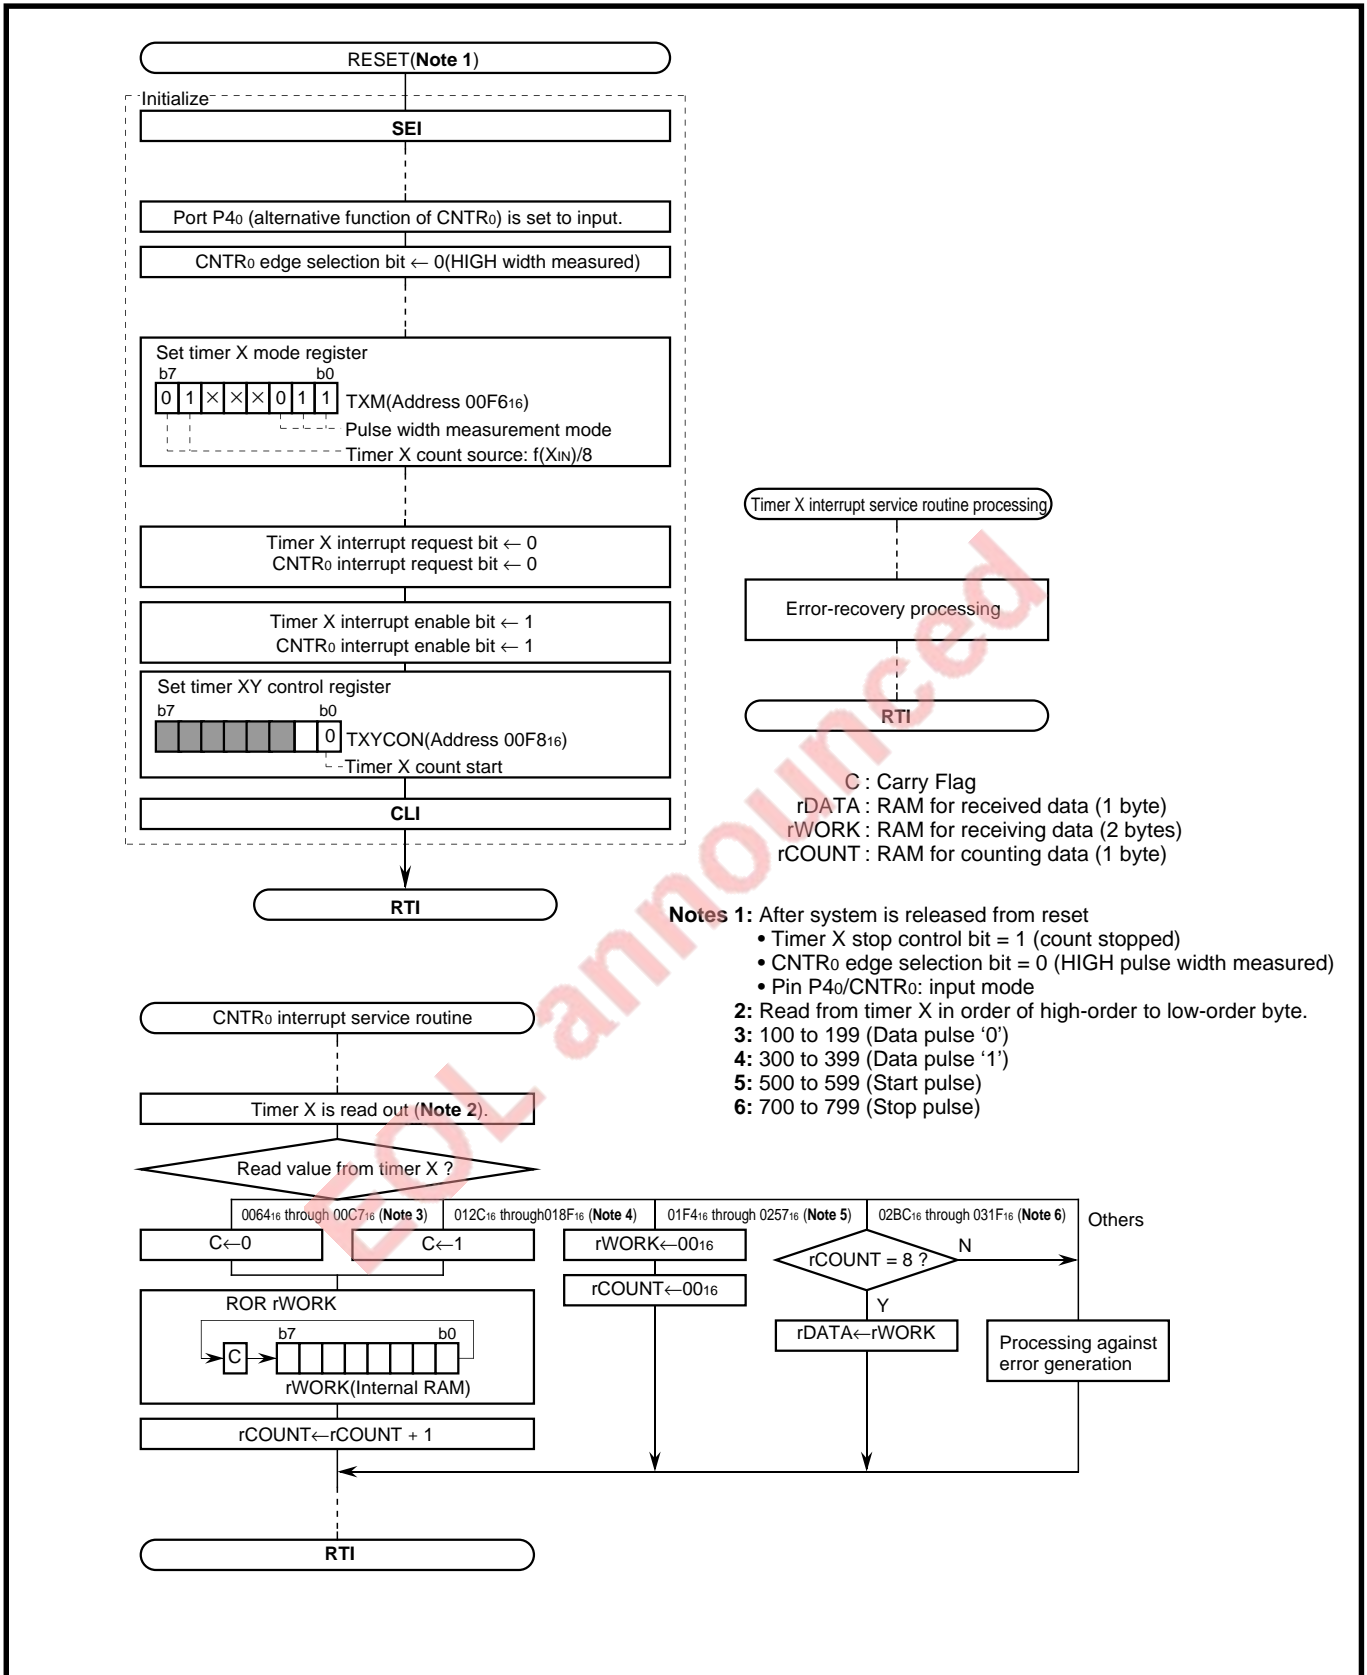 RESET(Note 1)
Initialize
SEI
Port P40 (alternative function of CNTR0) is set to input.
CNTR0 edge selection bit ← 0(HIGH width measured)
Set timer X mode register
b7 b0
0 1 × × × 0 1 1 TXM(Address 00F616)
Pulse width measurement mode
Timer X count source: f(XIN)/8
Timer X interrupt request bit ← 0
CNTR0 interrupt request bit ← 0
Timer X interrupt enable bit ← 1
CNTR0 interrupt enable bit ← 1
Set timer XY control register
b7 b0
0 TXYCON(Address 00F816)
Timer X count start
CLI
RTI
Timer X interrupt service routine processing
Error-recovery processing
RTI
C : Carry Flag
rDATA : RAM for received data (1 byte)
rWORK : RAM for receiving data (2 bytes)
rCOUNT : RAM for counting data (1 byte)
Notes 1: After system is released from reset
• Timer X stop control bit = 1 (count stopped)
• CNTR0 edge selection bit = 0 (HIGH pulse width measured)
• Pin P40/CNTR0: input mode
2: Read from timer X in order of high-order to low-order byte.
3: 100 to 199 (Data pulse ‘0’)
4: 300 to 399 (Data pulse ‘1’)
5: 500 to 599 (Start pulse)
6: 700 to 799 (Stop pulse)
CNTR0 interrupt service routine
Timer X is read out (Note 2).
Read value from timer X ?
006416 through 00C716 (Note 3) 012C16 through018F16 (Note 4) 01F416 through 025716 (Note 5) 02BC16 through 031F16 (Note 6) Others
C←0 C←1 rWORK←0016 rCOUNT = 8 ? N
rCOUNT←0016
Y
ROR rWORK
b7 b0
C
rWORK(Internal RAM)
rDATA←rWORK
Processing against
error generation
rCOUNT←rCOUNT + 1
RTI
EOL announced